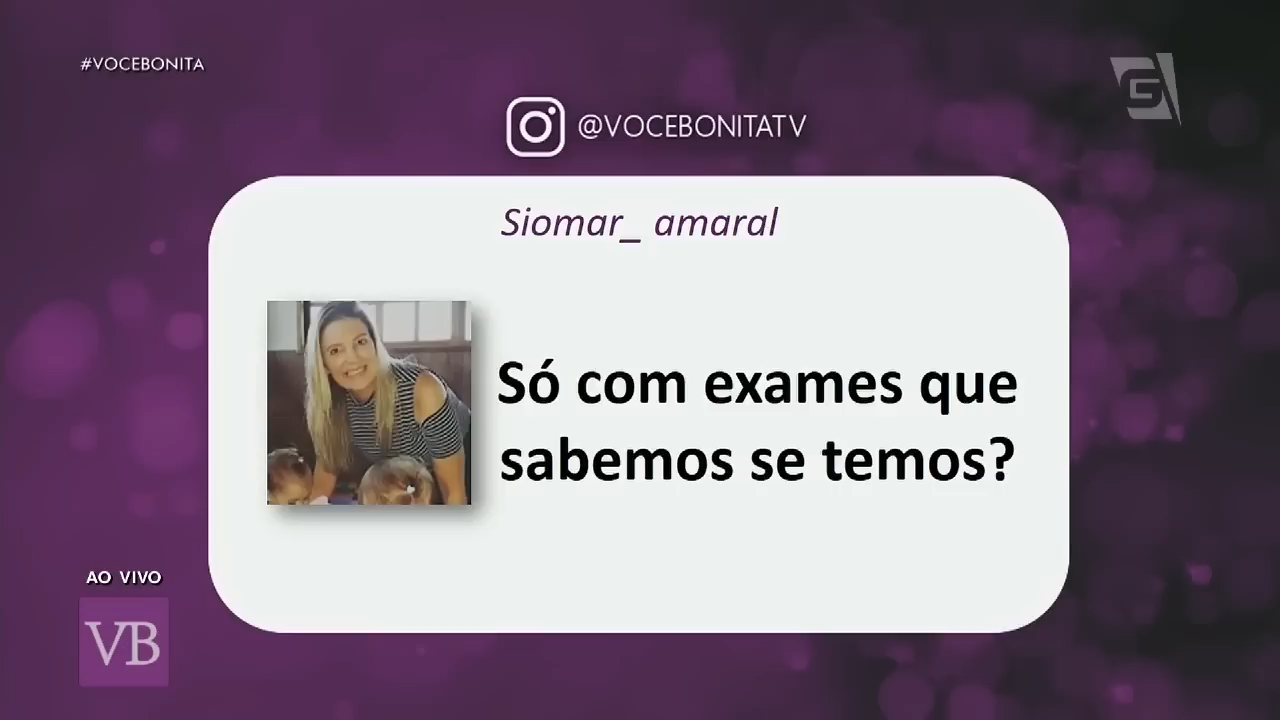 #VOCEBONITA
@VOCEBONITATV
Siomar_ amaral
Só com exames que
sabemos se temos?
AO VIVO
VB